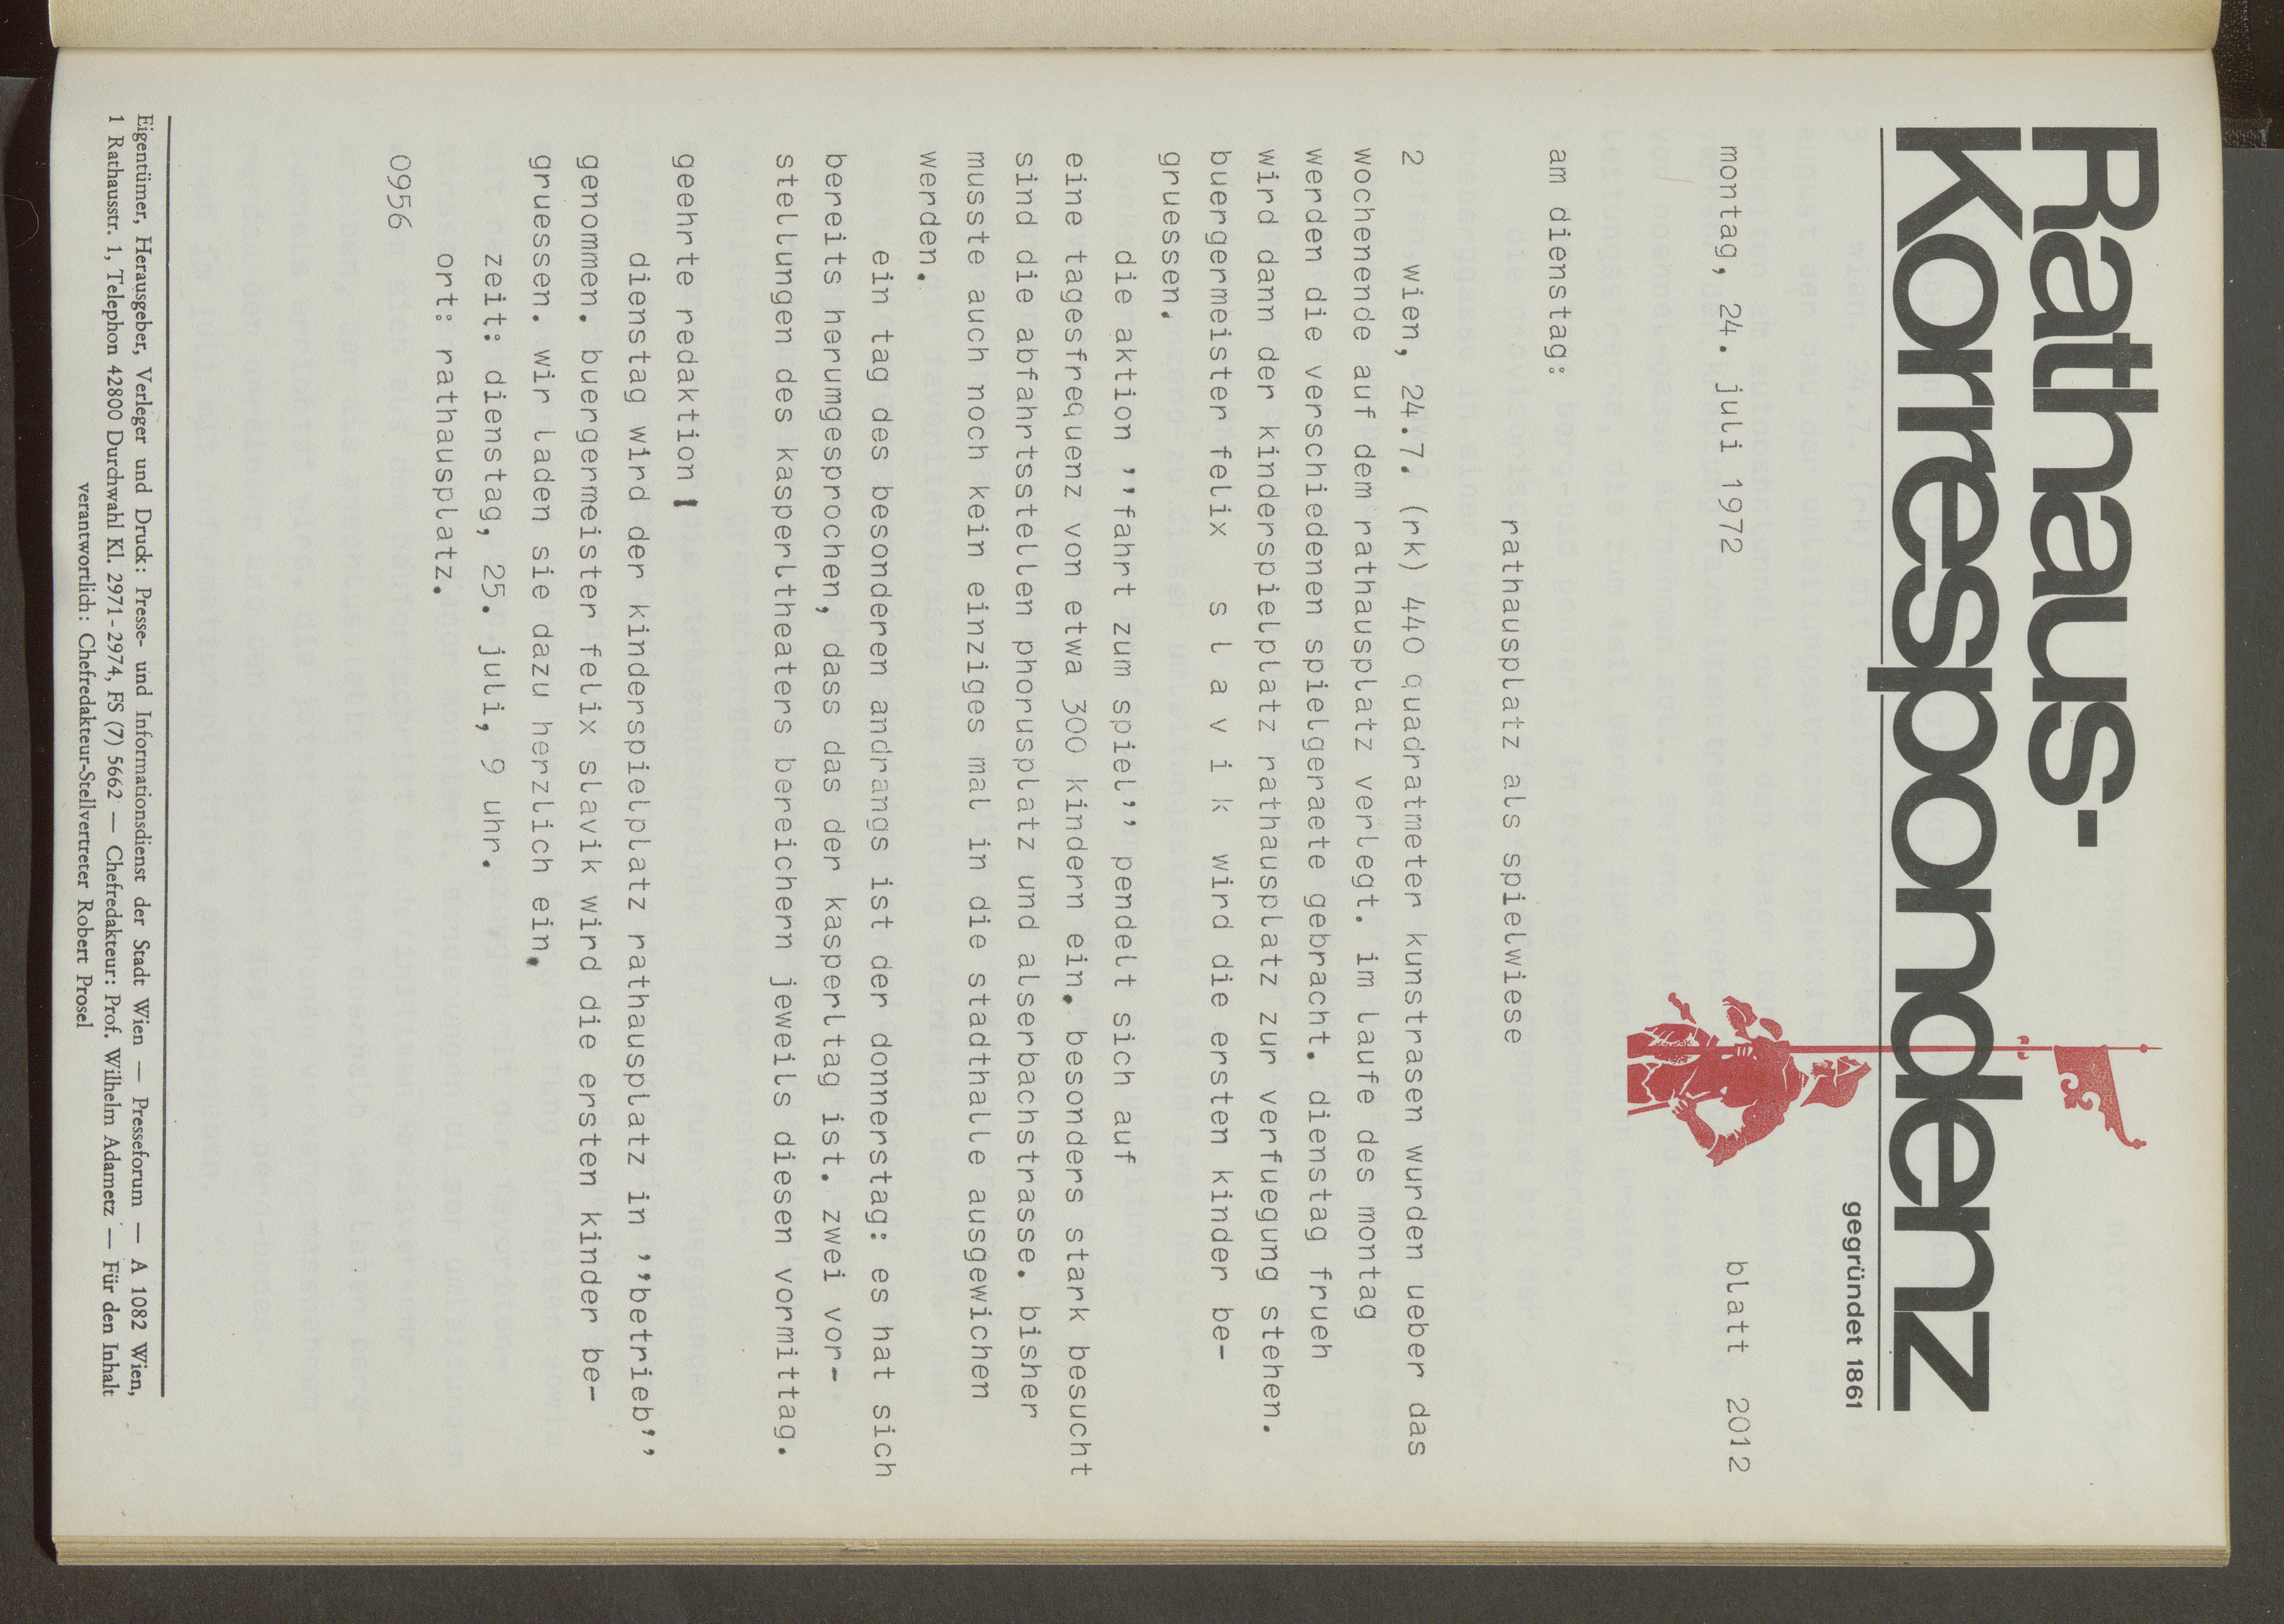 Rathaus-
Korrespondenz
gegründet 1861
montag, 24. juli 1972 blatt 2012
am dienstag:
rathausplatz als spielwiese
2 wien, 24.7. (rk) 440 quadratmeter kunstrasen wurden ueber das
wochenende auf dem rathausplatz verlegt. im laufe des montag
werden die verschiedenen spielgeraete gebracht. dienstag frueh
wird dann der kinderspielplatz rathausplatz zur verfuegung stehen.
buergermeister felix s l a v i k wird die ersten kinder be-
gruessen.
die aktion ,,fahrt zum spiel,, pendelt sich auf
eine tagesfrequenz von etwa 300 kindern ein. besonders stark besucht
sind die abfahrtsstellen phorusplatz und alserbachstrasse. bisher
musste auch noch kein einziges mal in die stadthalle ausgewichen
werden.
ein tag des besonderen andrangs ist der donnerstag: es hat sich
bereits herumgesprochen, dass das der kasperltag ist. zwei vor-
stellungen des kasperltheaters bereichern jeweils diesen vormittag.
geehrte redaktion!
dienstag wird der kinderspielplatz rathausplatz in ,,betrieb,,
genommen. buergermeister felix slavik wird die ersten kinder be-
gruessen. wir laden sie dazu herzlich ein.
zeit: dienstag, 25. juli, 9 uhr.
ort: rathausplatz.
0956
Eigentümer, Herausgeber, Verleger und Druck: Presse- und Informationsdienst der Stadt Wien — Presseforum — A 1082 Wien,
1 Rathausstr. 1, Telephon 42800 Durchwahl Kl. 2971-2974, FS (7) 5662 — Chefredakteur: Prof. Wilhelm Adametz — Für den Inhalt
verantwortlich: Chefredakteur-Stellvertreter Robert Prosel